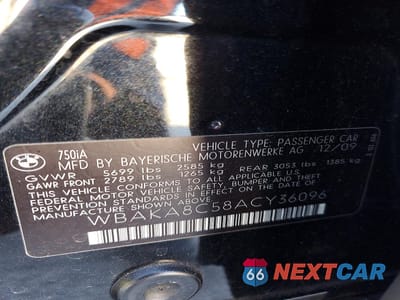 750iA
VEHICLE TYPE: PASSENGER CAR
MFD BY BAYERISCHE MOTORENWERKE AG 12/09
GVWR 5699 lbs 2585 kg
GAWR FRONT 2789 lbs 1265 kg GAWR REAR 3053 lbs 1385 kg
THIS VEHICLE CONFORMS TO ALL APPLICABLE FEDERAL MOTOR
VEHICLE SAFETY, BUMPER, AND THEFT PREVENTION STANDARDS
IN EFFECT ON THE DATE OF MANUFACTURE SHOWN ABOVE.
WBAKA8C58ACY36096
66 NEXTCAR